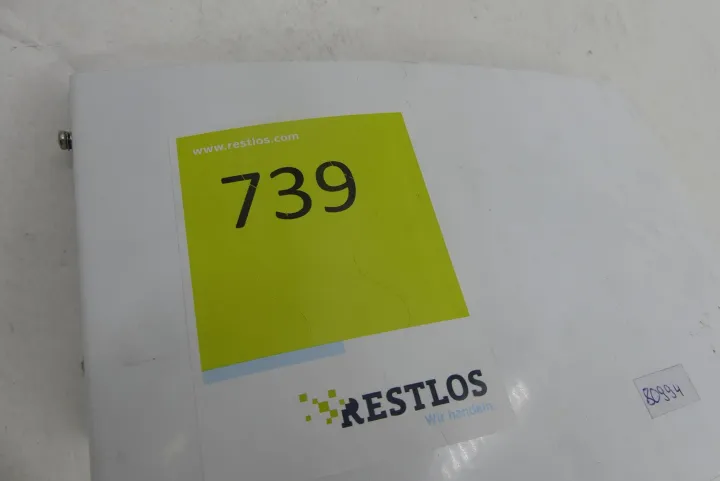 www.restlos.com
739
RESTLOS
Wir handeln.
80994